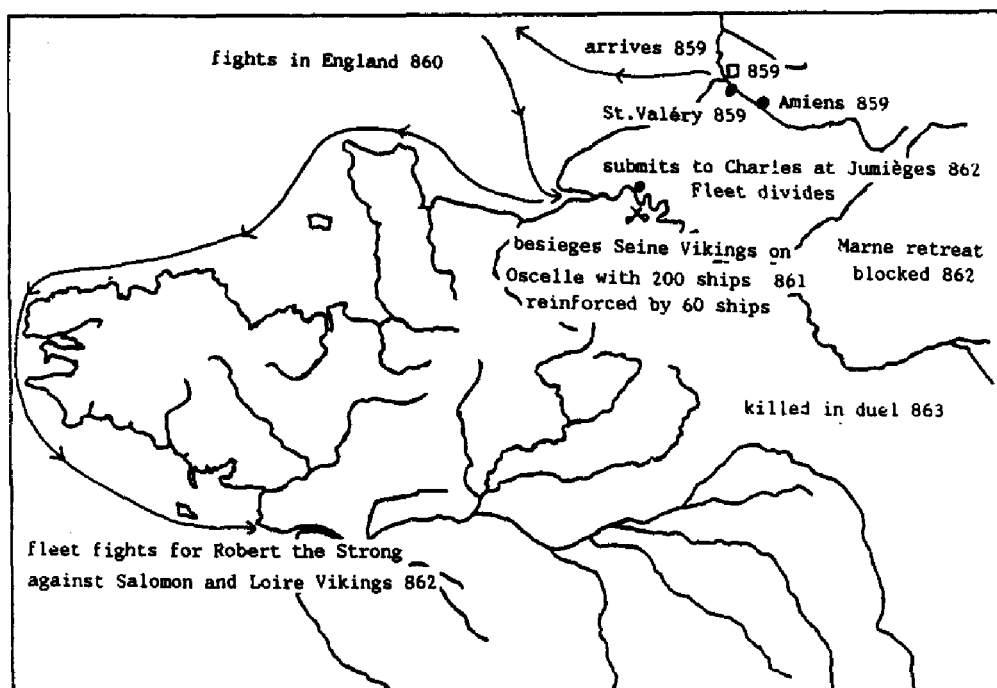 fights in England 860
arrives 859
859
St.Valéry 859
Amiens 859
submits to Charles at Jumièges 862
Fleet divides
besieges Seine Vikings on
Oscelle with 200 ships 861
reinforced by 60 ships
Marne retreat
blocked 862
killed in duel 863
fleet fights for Robert the Strong
against Salomon and Loire Vikings 862